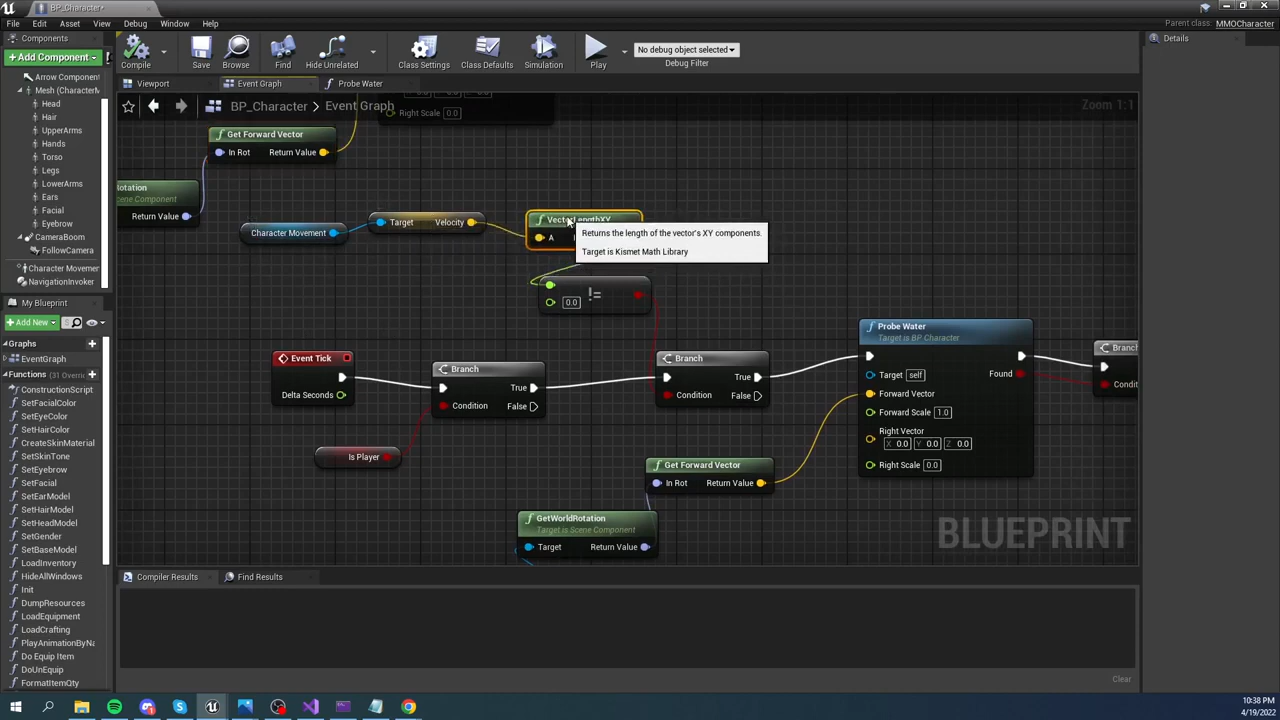 BP_Character*
File
Edit
Asset
View
Debug
Window
Help
Parent class:
MMOCharacter
Components
Add Component
Compile
Save
Browse
Find
Hide Unrelated
Class Settings
Class Defaults
Simulation
Play
No debug object selected
Debug Filter
Details
Arrow Component
Mesh (CharacterM
Head
Hair
UpperArms
Hands
Torso
Legs
LowerArms
Ears
Facial
Eyebrow
CameraBoom
FollowCamera
Character Movemer
NavigationInvoker
My Blueprint
Add New
Graphs
EventGraph
Functions (31 Overrid
ConstructionScript
SetFacialColor
SetEyeColor
SetHairColor
CreateSkinMaterial
SetSkinTone
SetEyebrow
SetFacial
SetEarModel
SetHairModel
SetHeadModel
SetGender
SetBaseModel
LoadInventory
HideAllWindows
Init
DumpResources
LoadEquipment
LoadCrafting
PlayAnimationByNa
Do Equip Item
DoUnEquip
FormatItemQty
Viewport
Event Graph
Probe Water
BP_Character
Event Graph
Zoom 1:1
Right Scale
0.0
Get Forward Vector
In Rot
Return Value
Rotation
Scene Component
Return Value
Character Movement
Target
Velocity
VectorLengthXY
A
Returns the length of the vector's XY components.
Target is Kismet Math Library
0.0
!=
Event Tick
Delta Seconds
Branch
True
Condition
False
Is Player
Branch
True
Condition
False
Probe Water
Target is BP Character
Target
self
Found
Forward Vector
Forward Scale
1.0
Right Vector
X 0.0 Y 0.0 Z 0.0
Right Scale
0.0
Branch
Condit
Get Forward Vector
In Rot
Return Value
GetWorldRotation
Target is Scene Component
Target
Return Value
BLUEPRINT
Compiler Results
Find Results
Clear
10:38 PM
4/19/2022